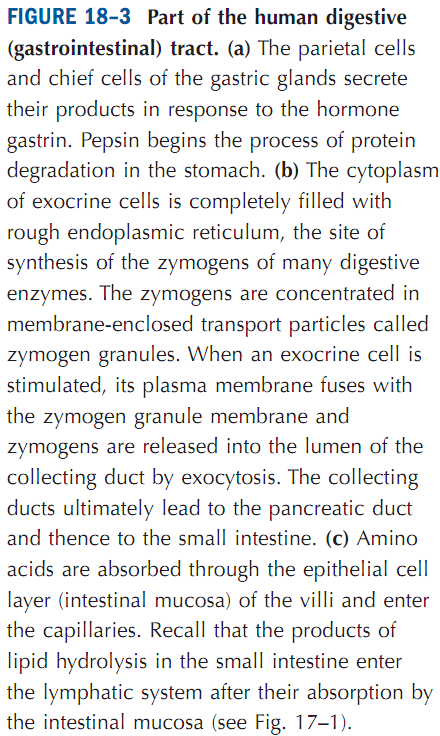 FIGURE 18–3 Part of the human digestive
(gastrointestinal) tract. (a) The parietal cells
and chief cells of the gastric glands secrete
their products in response to the hormone
gastrin. Pepsin begins the process of protein
degradation in the stomach. (b) The cytoplasm
of exocrine cells is completely filled with
rough endoplasmic reticulum, the site of
synthesis of the zymogens of many digestive
enzymes. The zymogens are concentrated in
membrane-enclosed transport particles called
zymogen granules. When an exocrine cell is
stimulated, its plasma membrane fuses with
the zymogen granule membrane and
zymogens are released into the lumen of the
collecting duct by exocytosis. The collecting
ducts ultimately lead to the pancreatic duct
and thence to the small intestine. (c) Amino
acids are absorbed through the epithelial cell
layer (intestinal mucosa) of the villi and enter
the capillaries. Recall that the products of
lipid hydrolysis in the small intestine enter
the lymphatic system after their absorption by
the intestinal mucosa (see Fig. 17–1).